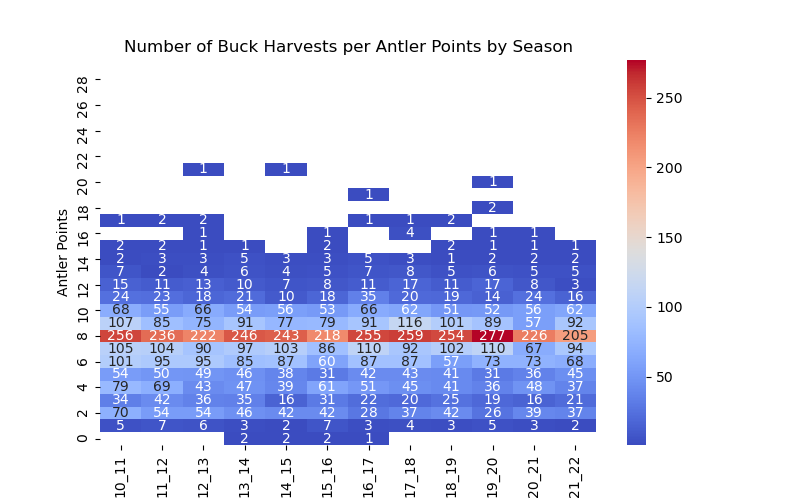 Number of Buck Harvests per Antler Points by Season
28
26
24
22
1 1
20
1
1
18
2
1 2 2 1 1 2
16
1 1 4 1 1
2 2 1 1 2 2 1 1 1
14
2 3 3 5 3 3 5 3 1 2 2 2
7 2 4 6 4 5 7 8 5 6 5 5
12
15 11 13 10 7 8 11 17 11 17 8 3
24 23 18 21 10 18 35 20 19 14 24 16
10
68 55 66 54 56 53 66 62 51 52 56 62
107 85 75 91 77 79 91 116 101 89 57 92
8
256 236 222 246 243 218 255 259 254 277 226 205
105 104 90 97 103 86 110 92 102 110 67 94
6
101 95 95 85 87 60 87 87 57 73 73 68
54 50 49 46 38 31 42 43 41 31 36 45
4
79 69 43 47 39 61 51 45 41 36 48 37
34 42 36 35 16 31 22 20 25 19 16 21
2
70 54 54 46 42 42 28 37 42 26 39 37
5 7 6 3 2 7 3 4 3 5 3 2
0
2 2 2 1
Antler Points
10_11 11_12 12_13 13_14 14_15 15_16 16_17 17_18 18_19 19_20 20_21 21_22
250
200
150
100
50